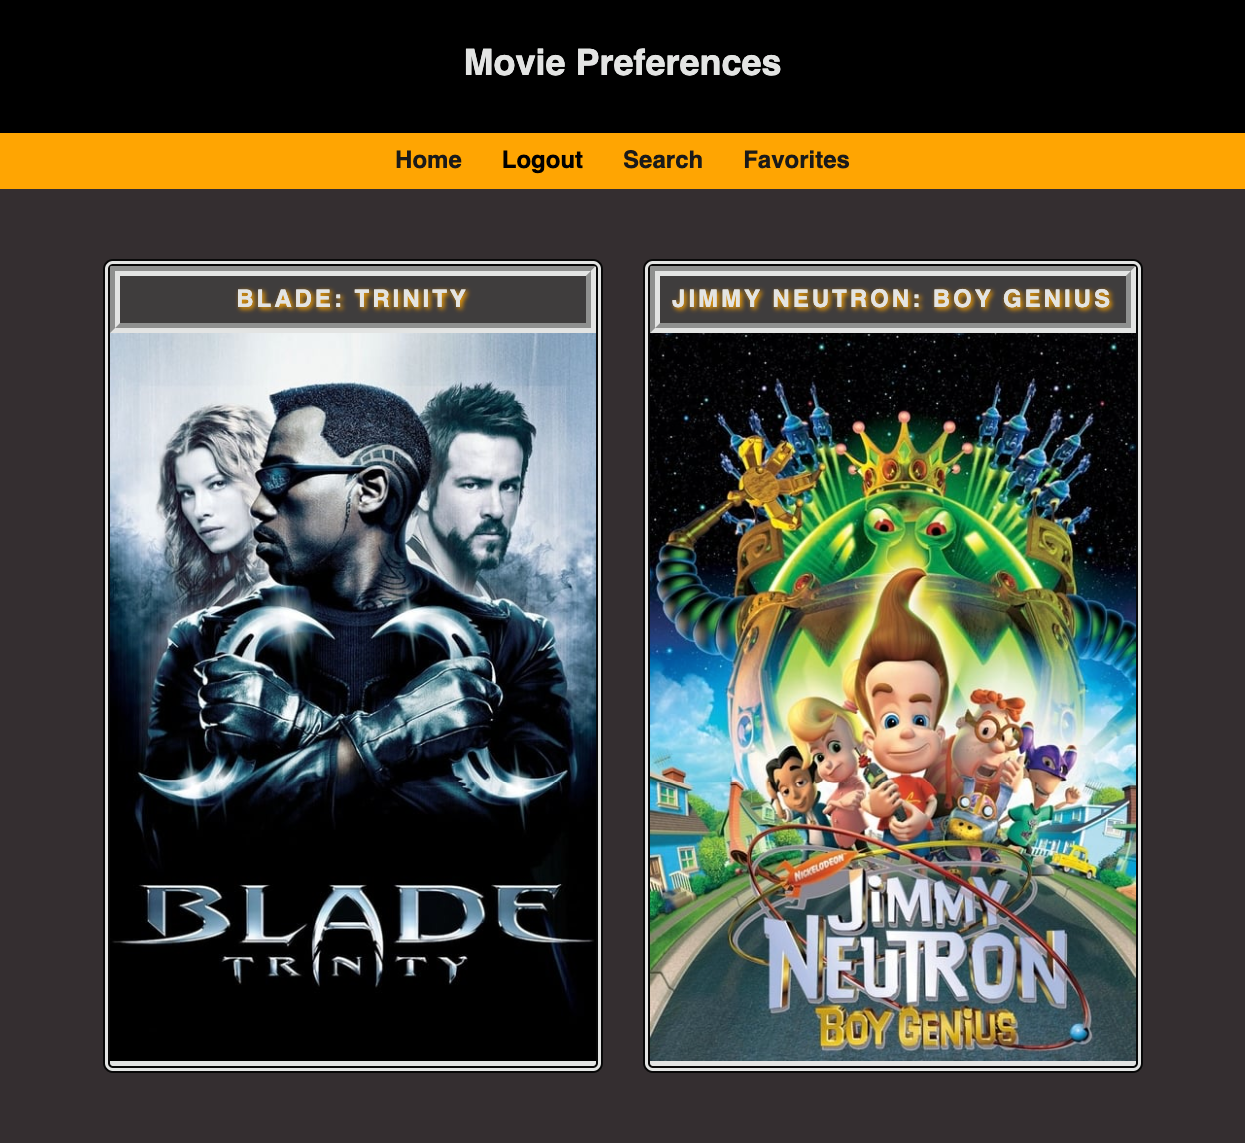 Movie Preferences
Home Logout Search Favorites
BLADE: TRINITY
BLADE
TRINITY
JIMMY NEUTRON: BOY GENIUS
NICKELODEON
JiMMY
NEUTRON
BOY GENiUS